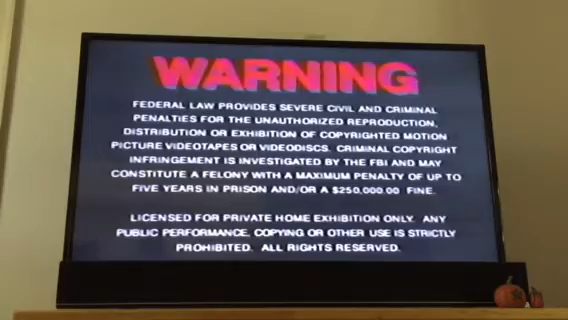 WARNING
FEDERAL LAW PROVIDES SEVERE CIVIL AND CRIMINAL
PENALTIES FOR THE UNAUTHORIZED REPRODUCTION,
DISTRIBUTION OR EXHIBITION OF COPYRIGHTED MOTION
PICTURE VIDEOTAPES OR VIDEODISCS. CRIMINAL COPYRIGHT
INFRINGEMENT IS INVESTIGATED BY THE FBI AND MAY
CONSTITUTE A FELONY WITH A MAXIMUM PENALTY OF UP TO
FIVE YEARS IN PRISON AND/OR A $250,000.00 FINE.
LICENSED FOR PRIVATE HOME EXHIBITION ONLY. ANY
PUBLIC PERFORMANCE, COPYING OR OTHER USE IS STRICTLY
PROHIBITED. ALL RIGHTS RESERVED.